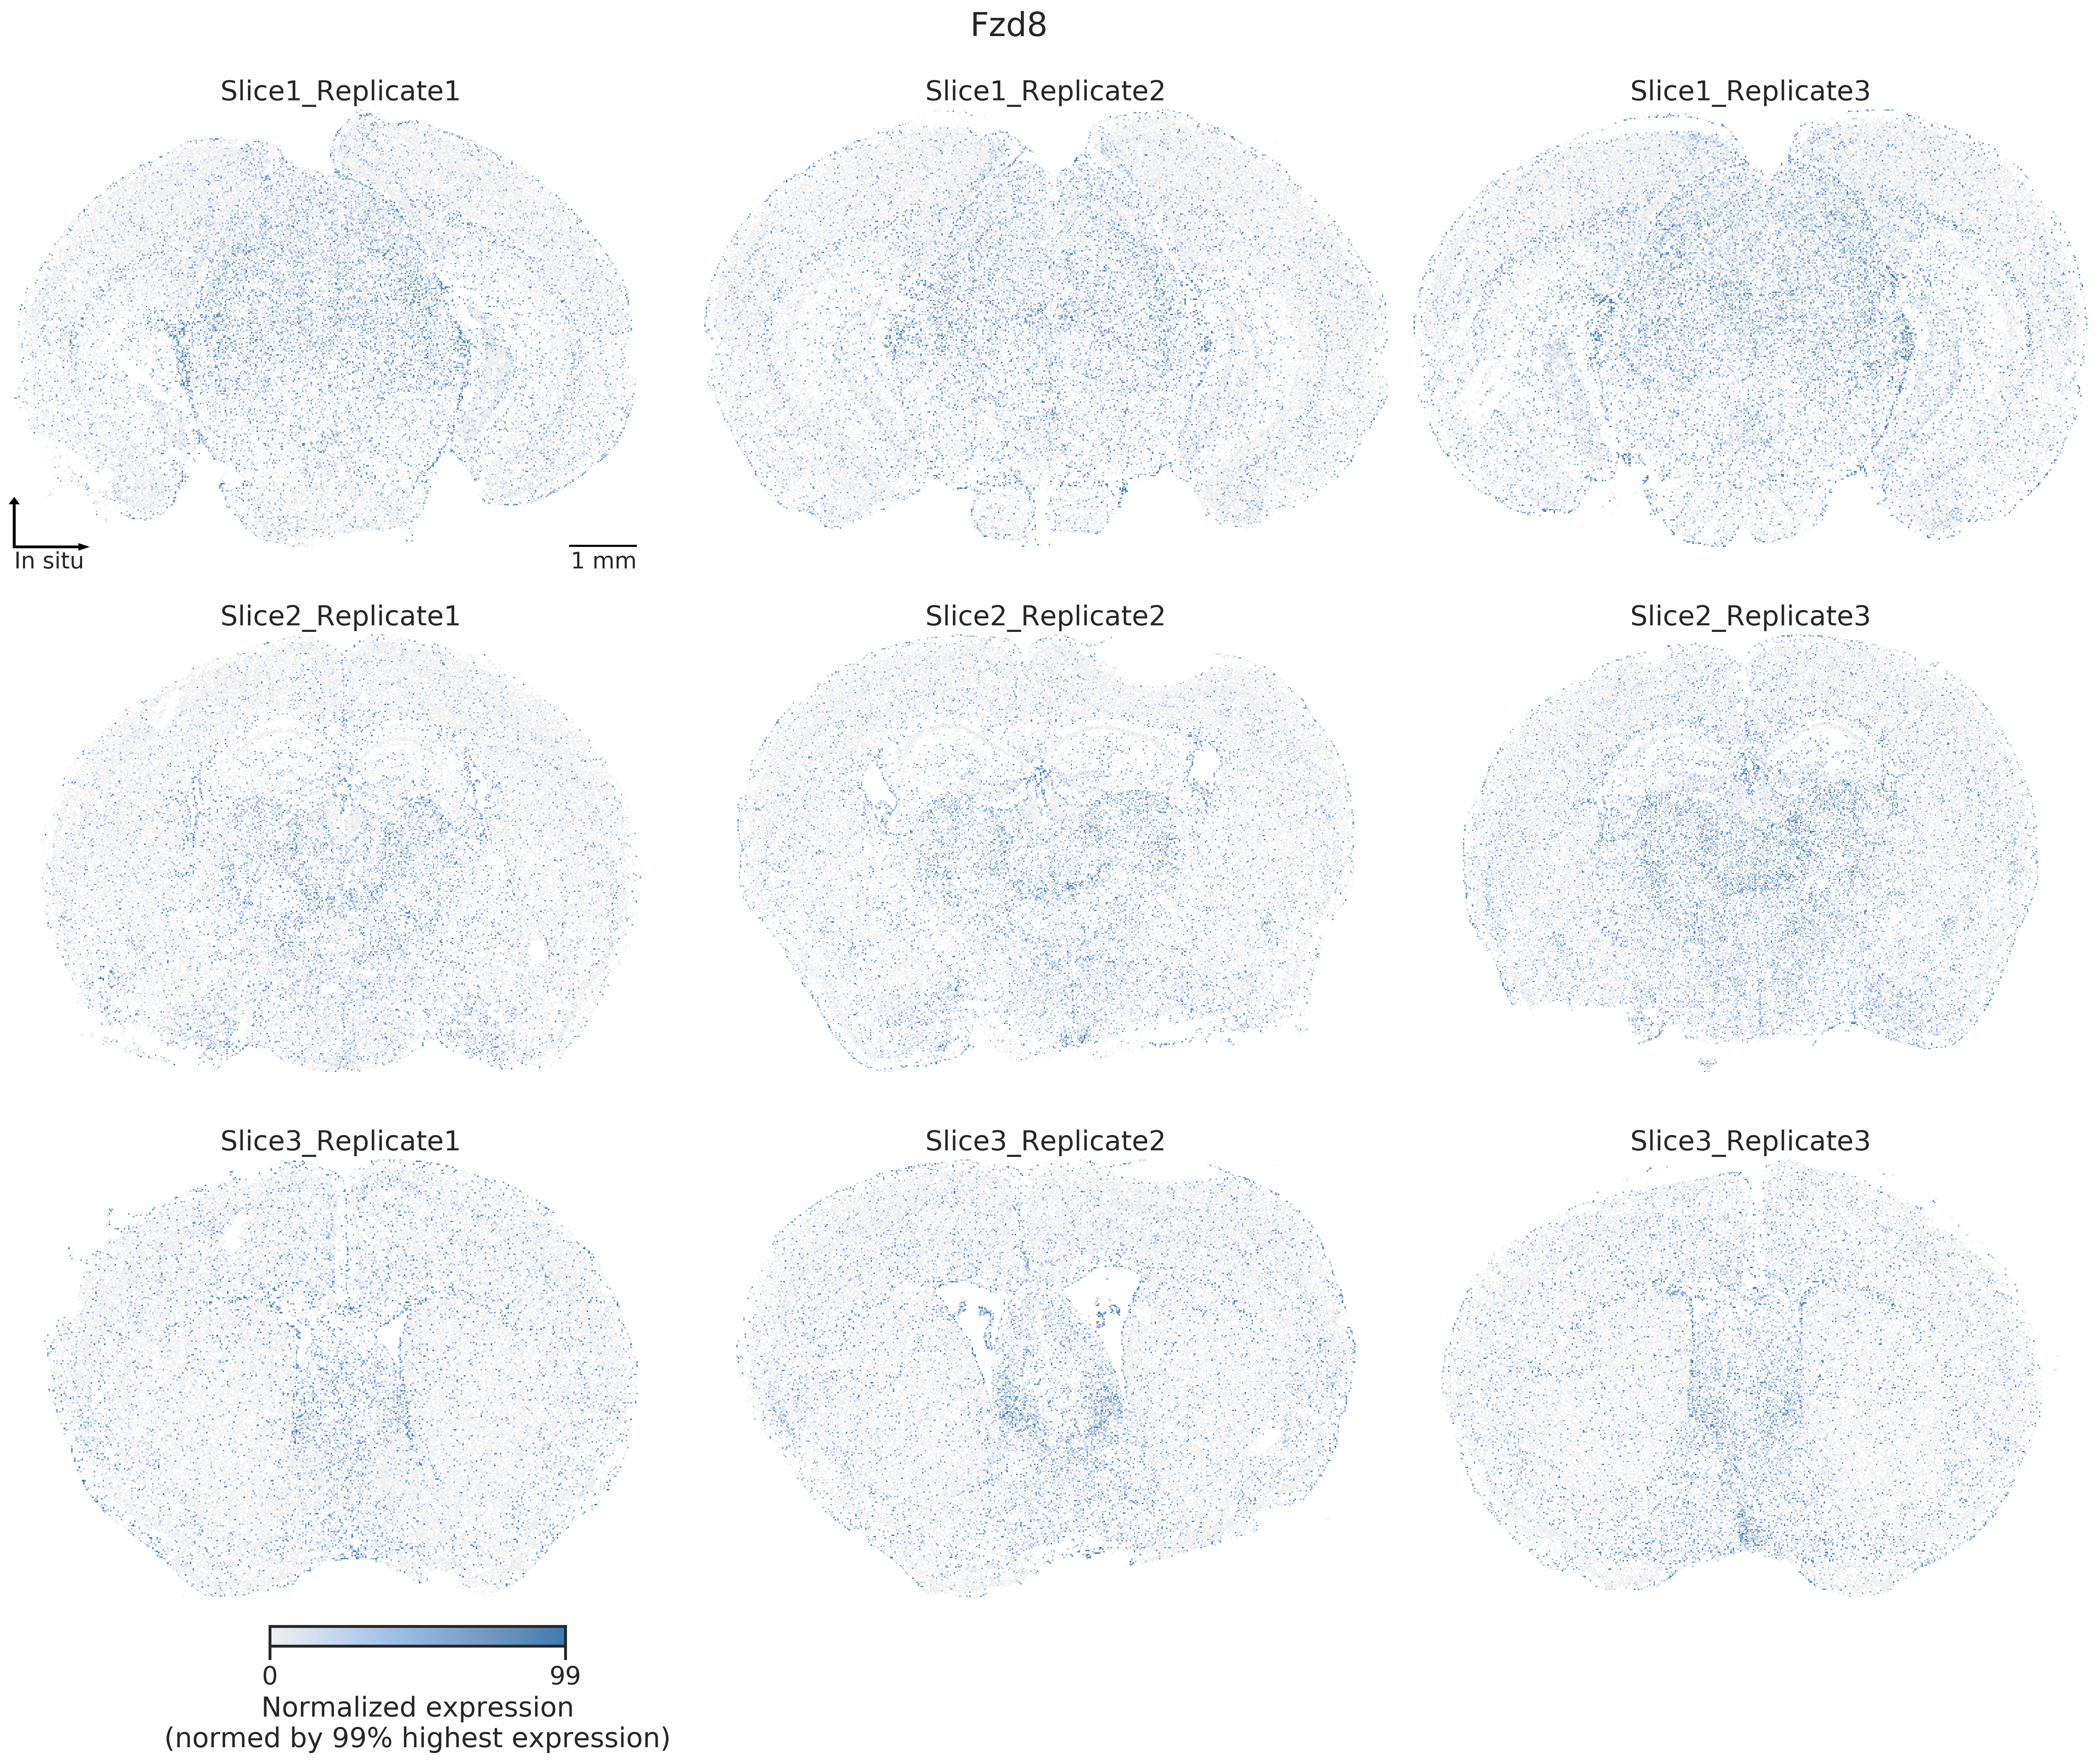 Fzd8
Slice1_Replicate1
Slice1_Replicate2
Slice1_Replicate3
In situ
1 mm
Slice2_Replicate1
Slice2_Replicate2
Slice2_Replicate3
Slice3_Replicate1
Slice3_Replicate2
Slice3_Replicate3
0
99
Normalized expression
(normed by 99% highest expression)